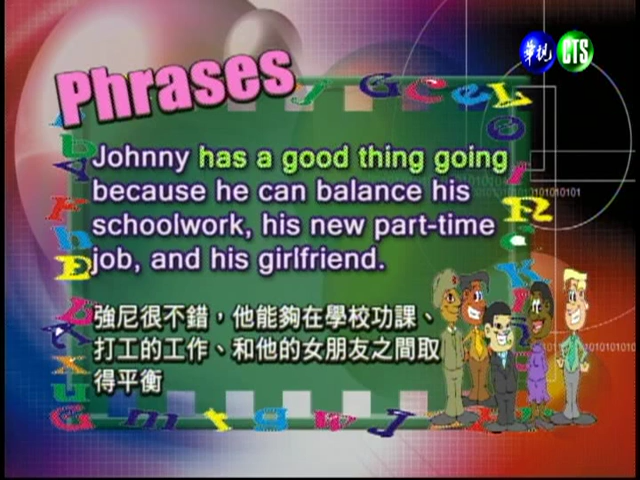 華視 CTS
Phrases
Johnny has a good thing going
because he can balance his
schoolwork, his new part-time
job, and his girlfriend.
強尼很不錯，他能夠在學校功課、
打工的工作、和他的女朋友之間取
得平衡